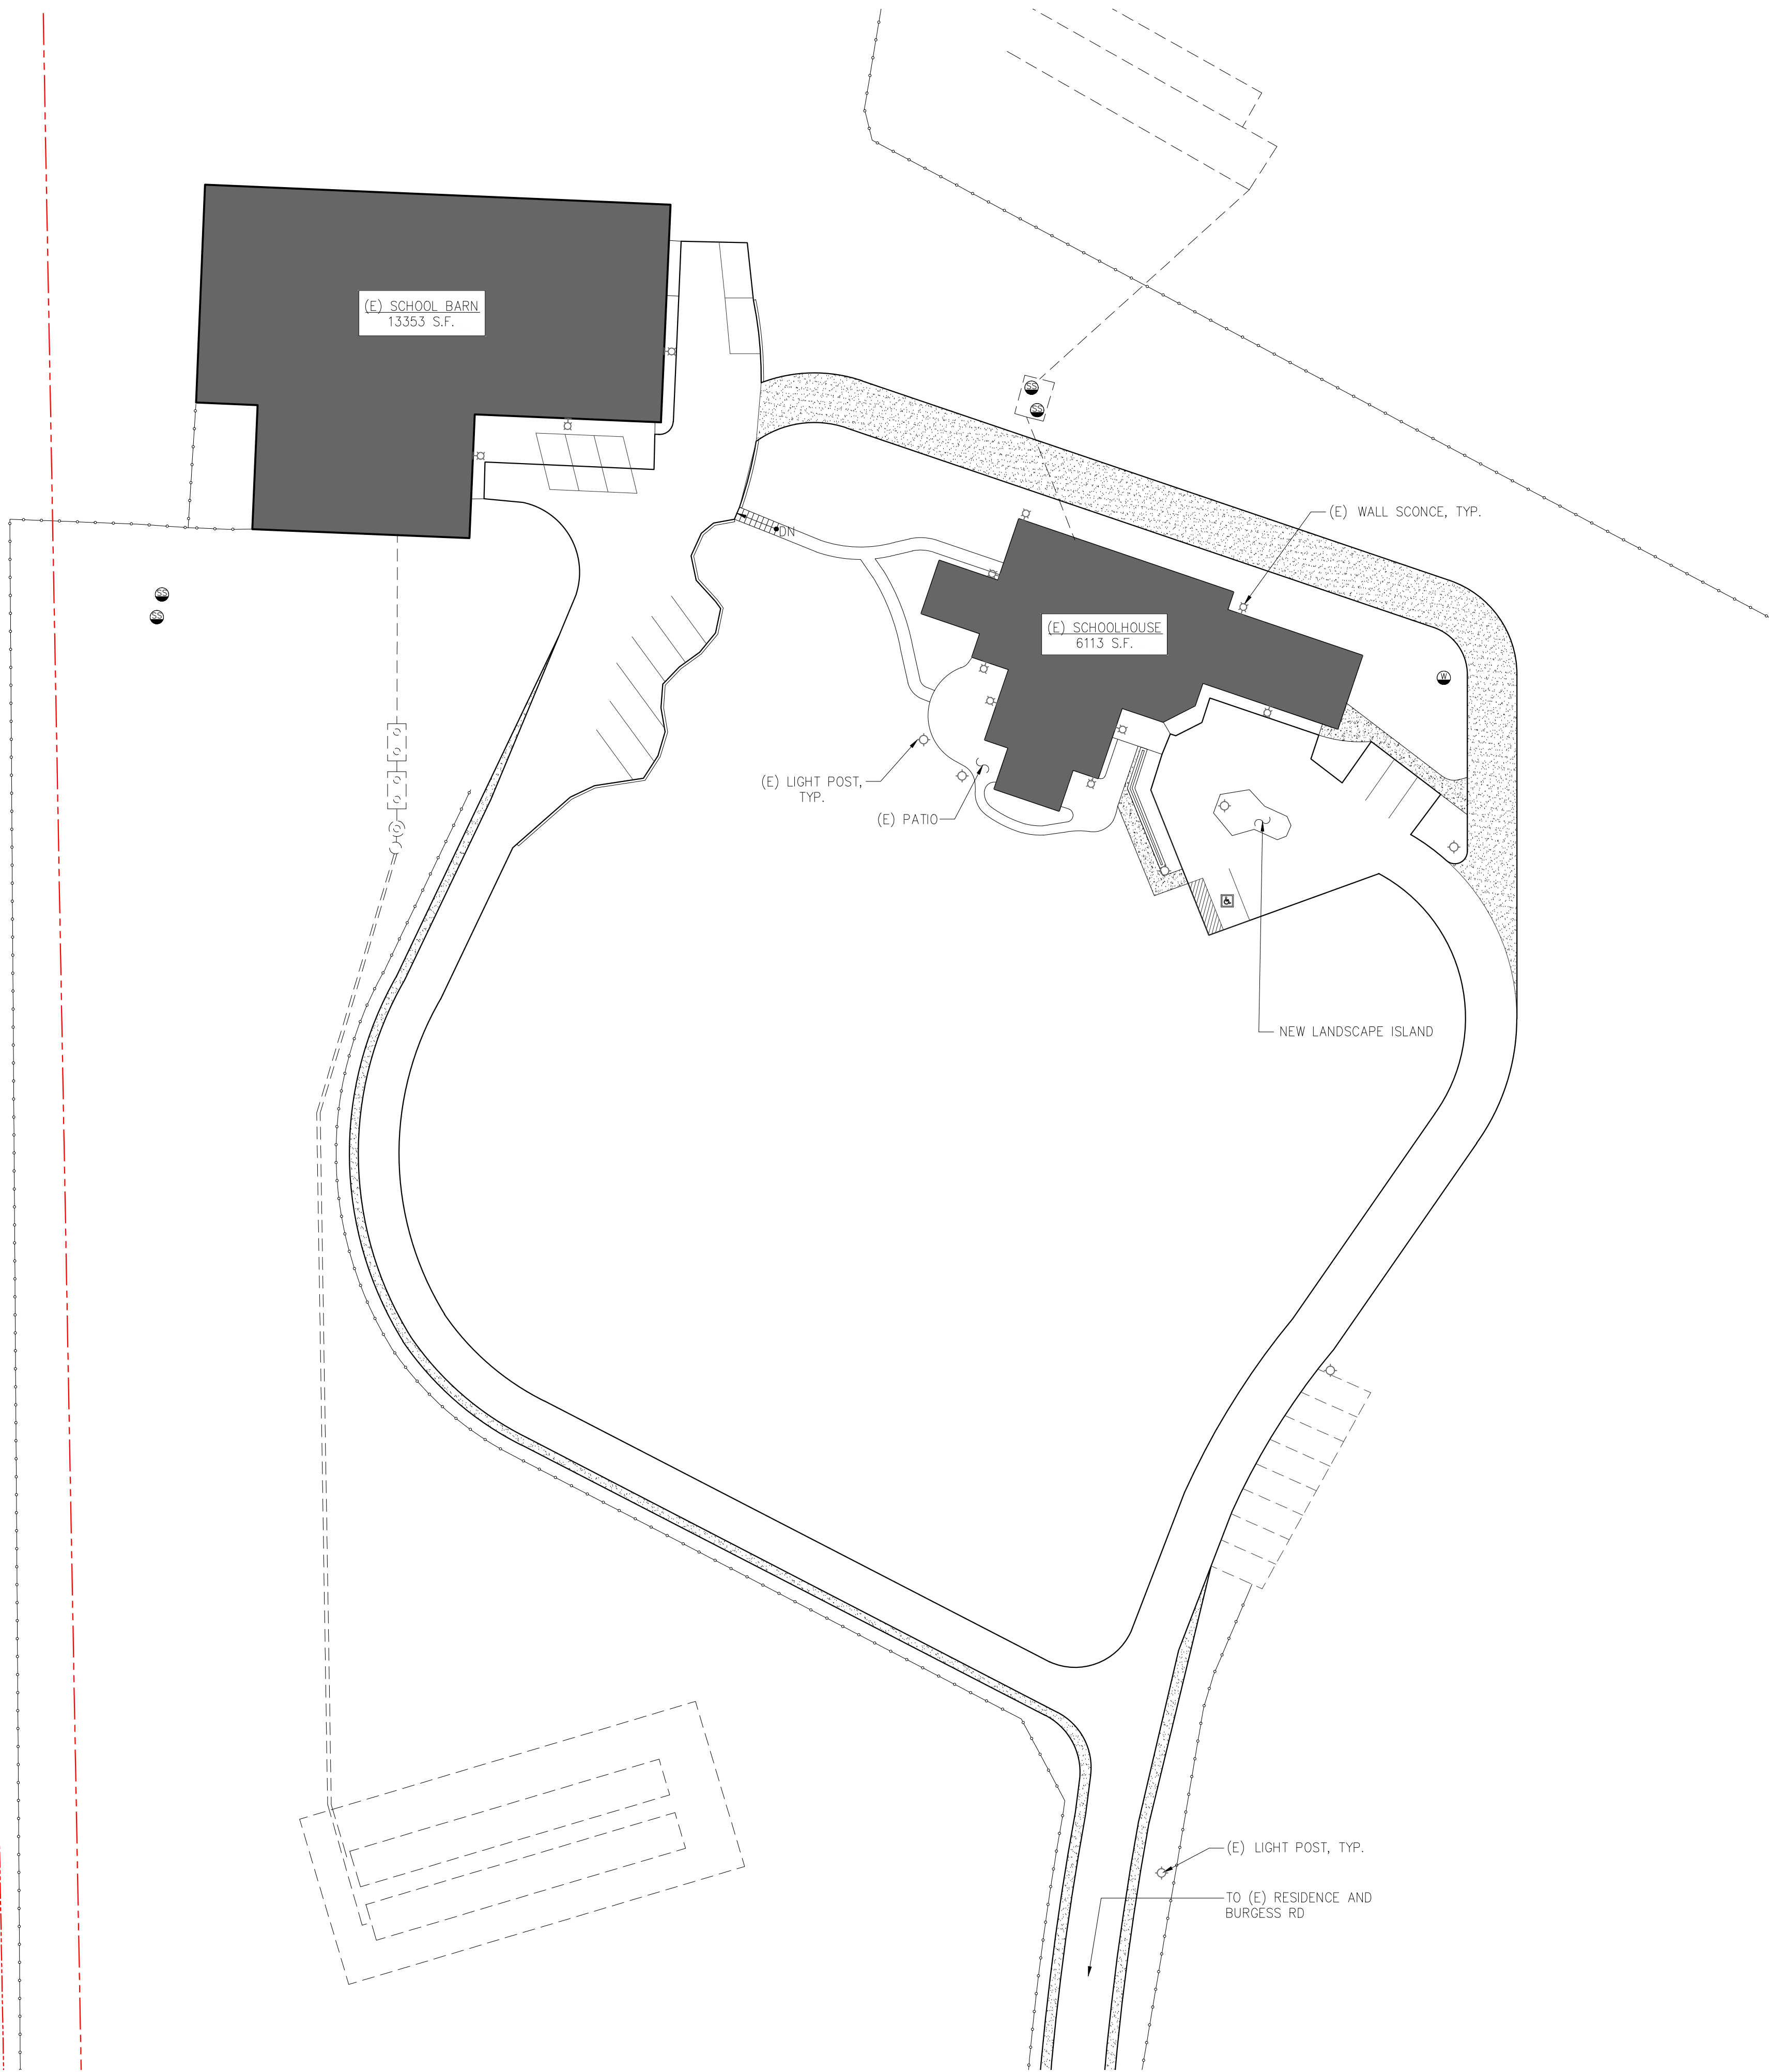 (E) SCHOOL BARN
13353 S.F.
SS
SS
(E) WALL SCONCE, TYP.
DN
SS
SS
(E) SCHOOLHOUSE
6113 S.F.
W
(E) LIGHT POST,
TYP.
(E) PATIO
NEW LANDSCAPE ISLAND
(E) LIGHT POST, TYP.
TO (E) RESIDENCE AND
BURGESS RD